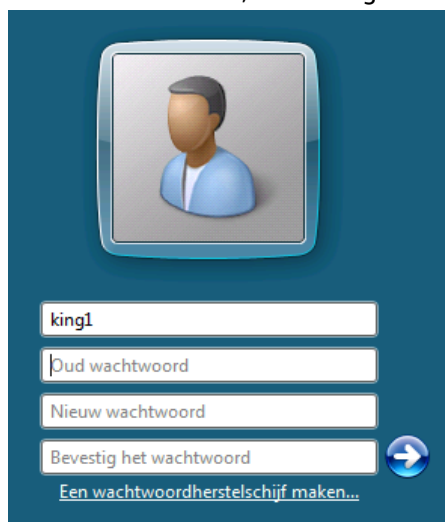 king1
Oud wachtwoord
Nieuw wachtwoord
Bevestig het wachtwoord
Een wachtwoordherstelschijf maken...